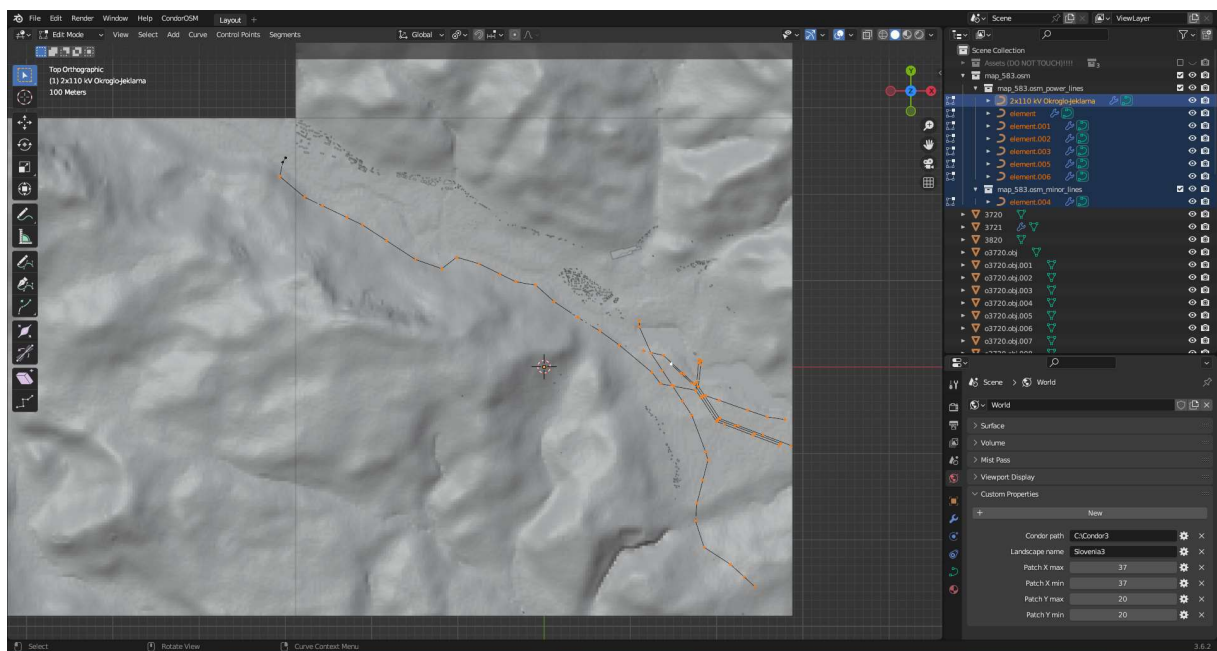 File Edit Render Window Help CondorOSM Layout + Scene ViewLayer
Edit Mode View Select Add Curve Control Points Segments Global
Top Orthographic
(1) 2x110 kV Okroglo-Jeklarna
100 Meters
Y
X
Z
Scene Collection
Assets (DO NOT TOUCH)!!!! 3
map_583.osm
map_583.osm_power_lines
2x110 kV Okroglo-Jeklarna
element
element.001
element.002
element.003
element.005
element.006
map_583.osm_minor_lines
element.004
3720
3721
3820
o3720.obj
o3720.obj.001
o3720.obj.002
o3720.obj.003
o3720.obj.004
o3720.obj.005
o3720.obj.006
o3720.obj.007
Scene > World
World
Surface
Volume
Mist Pass
Viewport Display
Custom Properties
+ New
Condor path C:\Condor3
Landscape name Slovenia3
Patch X max 37
Patch X min 37
Patch Y max 20
Patch Y min 20
Select Rotate View Curve Context Menu 3.6.2